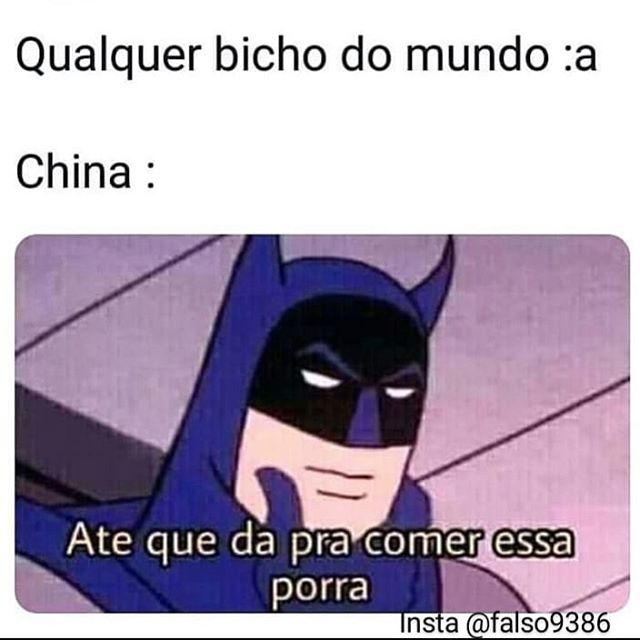 Qualquer bicho do mundo :a
China :
Ate que da pra comer essa
porra
Insta @falso9386